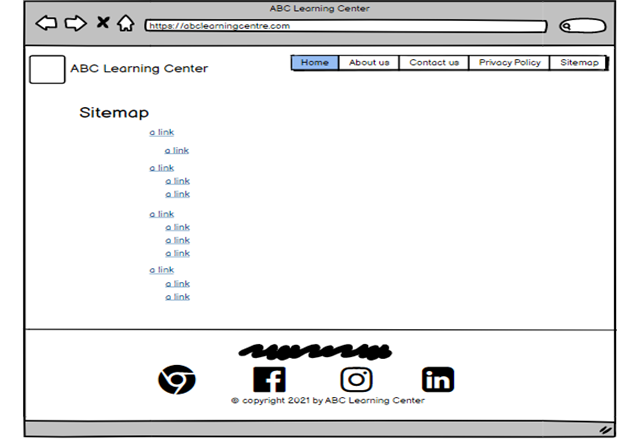 ABC Learning Center
https://abclearningcentre.com
ABC Learning Center
Home About us Contact us Privacy Policy Sitemap
Sitemap
a link
a link
a link
a link
a link
a link
a link
a link
a link
a link
a link
a link
© copyright 2021 by ABC Learning Center